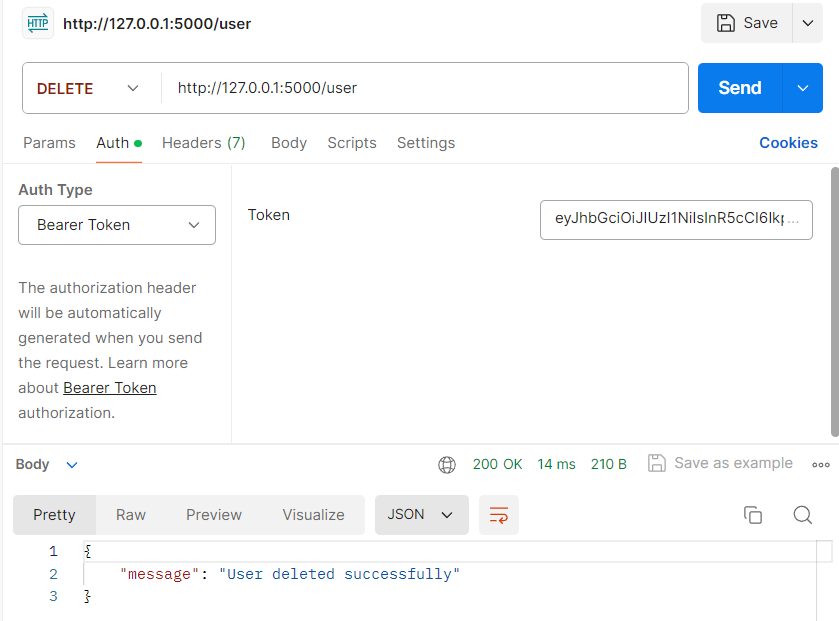 HTTP http://127.0.0.1:5000/user Save
DELETE http://127.0.0.1:5000/user Send
Params Auth Headers (7) Body Scripts Settings Cookies
Auth Type
Bearer Token
Token
eyJhbGciOiJIUzI1NiIsInR5cCI6Ikp...
The authorization header
will be automatically
generated when you send
the request. Learn more
about Bearer Token
authorization.
Body 200 OK 14 ms 210 B Save as example
Pretty Raw Preview Visualize JSON
1 {
2 "message": "User deleted successfully"
3 }